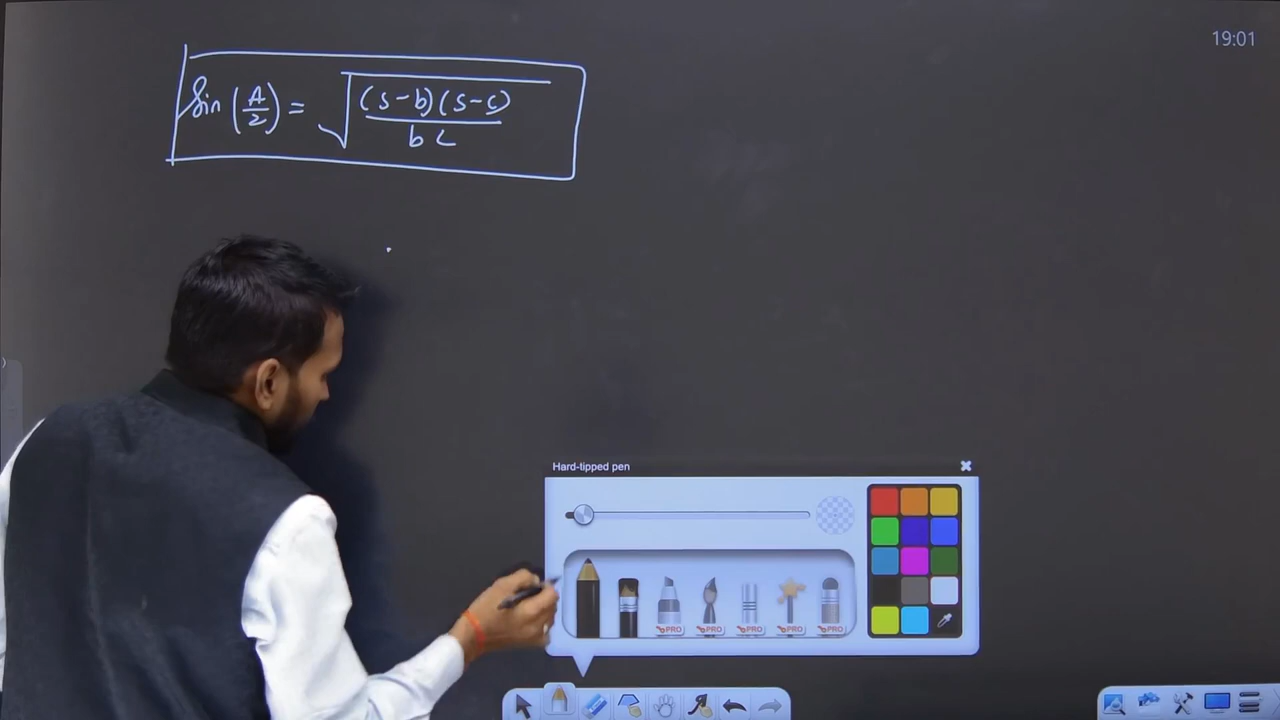 19:01
Sin (A/2) = √((s-b)(s-c)/bc)
Hard-tipped pen
PRO PRO PRO PRO PRO